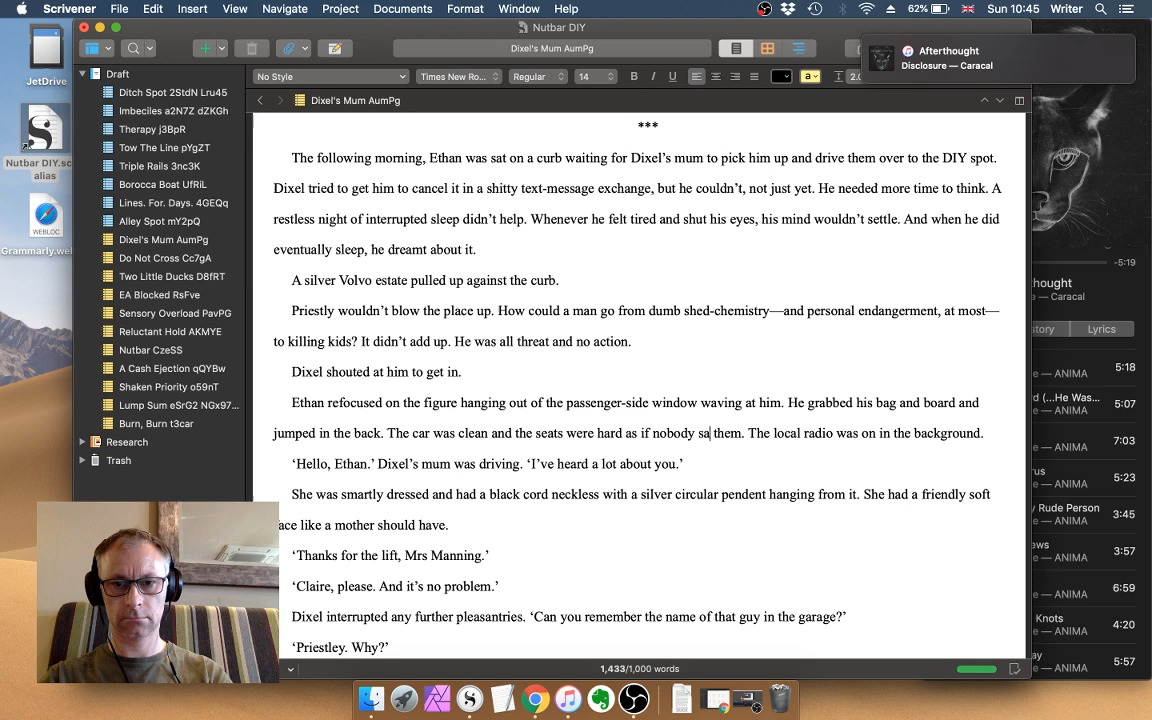 Scrivener File Edit Insert View Navigate Project Documents Format Window Help 62% Sun 10:45 Writer
Nutbar DIY
Dixel's Mum AumPg
Afterthought
Disclosure — Caracal
JetDrive
Nutbar DIY.sc
alias
WEBLOC
Grammarly.we
No Style Times New Ro... Regular 14 B I U a 2.0
Dixel's Mum AumPg
Draft
Ditch Spot 2StdN Lru45
Imbeciles a2N7Z dZKGh
Therapy j3BpR
Tow The Line pYgZT
Triple Rails 3nc3K
Borocca Boat UfRiL
Lines. For. Days. 4GEQq
Alley Spot mY2pQ
Dixel's Mum AumPg
Do Not Cross Cc7gA
Two Little Ducks D8fRT
EA Blocked RsFve
Sensory Overload PavPG
Reluctant Hold AKMYE
Nutbar CzeSS
A Cash Ejection qQYBw
Shaken Priority o59nT
Lump Sum eSrG2 NGx97...
Burn, Burn t3car
Research
Trash
***
The following morning, Ethan was sat on a curb waiting for Dixel’s mum to pick him up and drive them over to the DIY spot.
Dixel tried to get him to cancel it in a shitty text-message exchange, but he couldn’t, not just yet. He needed more time to think. A
restless night of interrupted sleep didn’t help. Whenever he felt tired and shut his eyes, his mind wouldn’t settle. And when he did
eventually sleep, he dreamt about it.
A silver Volvo estate pulled up against the curb.
Priestly wouldn’t blow the place up. How could a man go from dumb shed-chemistry—and personal endangerment, at most—
to killing kids? It didn’t add up. He was all threat and no action.
Dixel shouted at him to get in.
Ethan refocused on the figure hanging out of the passenger-side window waving at him. He grabbed his bag and board and
jumped in the back. The car was clean and the seats were hard as if nobody sa them. The local radio was on in the background.
‘Hello, Ethan.’ Dixel’s mum was driving. ‘I’ve heard a lot about you.’
She was smartly dressed and had a black cord neckless with a silver circular pendent hanging from it. She had a friendly soft
ace like a mother should have.
‘Thanks for the lift, Mrs Manning.’
‘Claire, please. And it’s no problem.’
Dixel interrupted any further pleasantries. ‘Can you remember the name of that guy in the garage?’
‘Priestley. Why?’
1,433/1,000 words
-5:19
hought
— Caracal
tory Lyrics
e — ANIMA 5:18
rd (...He Was...
e — ANIMA 5:07
e — ANIMA 7:03
rus
e — ANIMA 5:23
y Rude Person
e — ANIMA 3:45
ews
e — ANIMA 3:57
e — ANIMA 6:59
Knots
e — ANIMA 4:20
ay
e — ANIMA 5:57